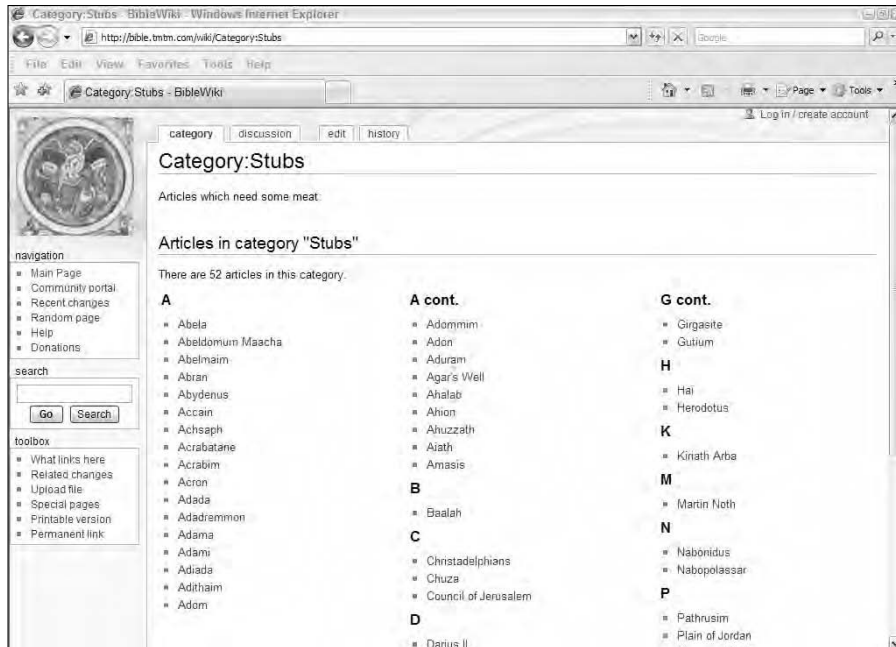 Category:Stubs - BibleWiki - Windows Internet Explorer
http://bible.tmtm.com/wiki/Category:Stubs
Google
File Edit View Favorites Tools Help
Category:Stubs - BibleWiki
Page Tools
Log in / create account
category discussion edit history
Category:Stubs
Articles which need some meat
Articles in category "Stubs"
There are 52 articles in this category.
navigation
Main Page
Community portal
Recent changes
Random page
Help
Donations
search
Go Search
toolbox
What links here
Related changes
Upload file
Special pages
Printable version
Permanent link
A
Abela
Abeldomum Maacha
Abelmaim
Abran
Abydenus
Accain
Achsaph
Acrabatane
Acrabim
Acron
Adada
Adadremmon
Adama
Adami
Adiada
Adithaim
Adom
A cont.
Adommim
Adon
Aduram
Agar's Well
Ahalab
Ahion
Ahuzzath
Aiath
Amasis
B
Baalah
C
Christadelphians
Chuza
Council of Jerusalem
D
Darius II
G cont.
Girgasite
Gutium
H
Hai
Herodotus
K
Kinath Arba
M
Martin Noth
N
Nabonidus
Nabopolassar
P
Pathrusim
Plain of Jordan